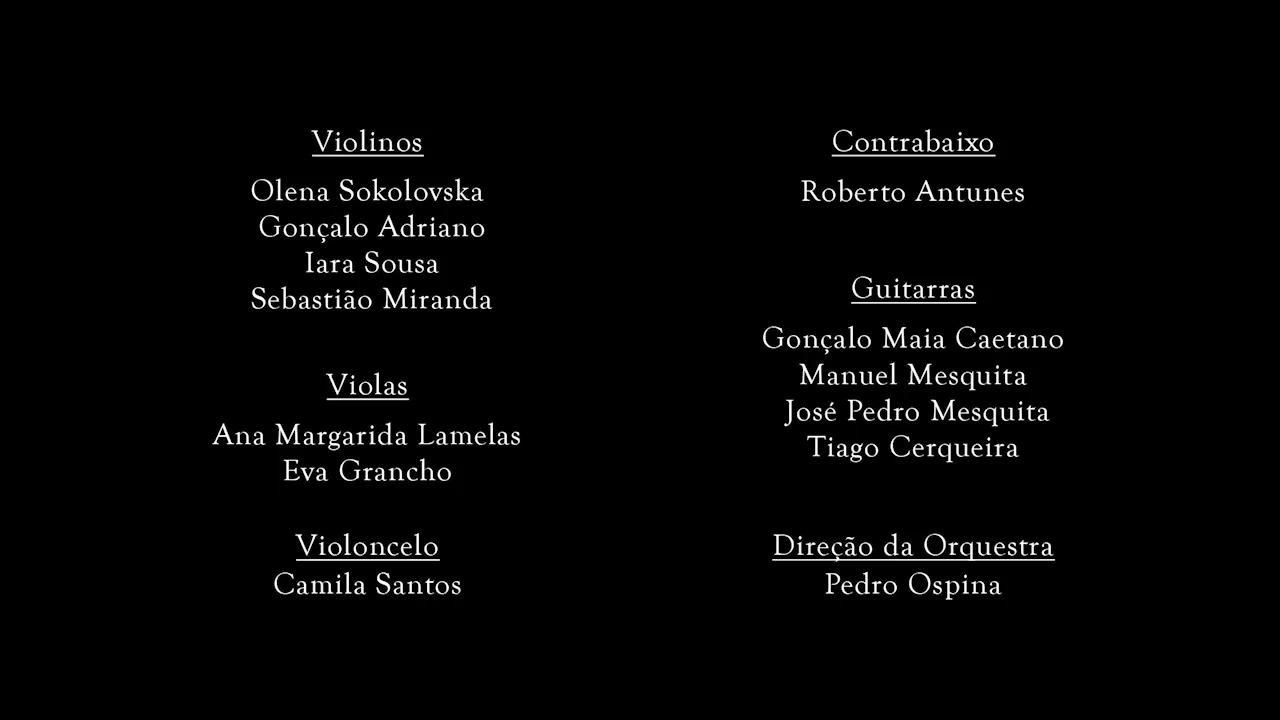 Violinos
Olena Sokolovska
Gonçalo Adriano
Iara Sousa
Sebastião Miranda
Violas
Ana Margarida Lamelas
Eva Grancho
Violoncelo
Camila Santos
Contrabaixo
Roberto Antunes
Guitarras
Gonçalo Maia Caetano
Manuel Mesquita
José Pedro Mesquita
Tiago Cerqueira
Direção da Orquestra
Pedro Ospina